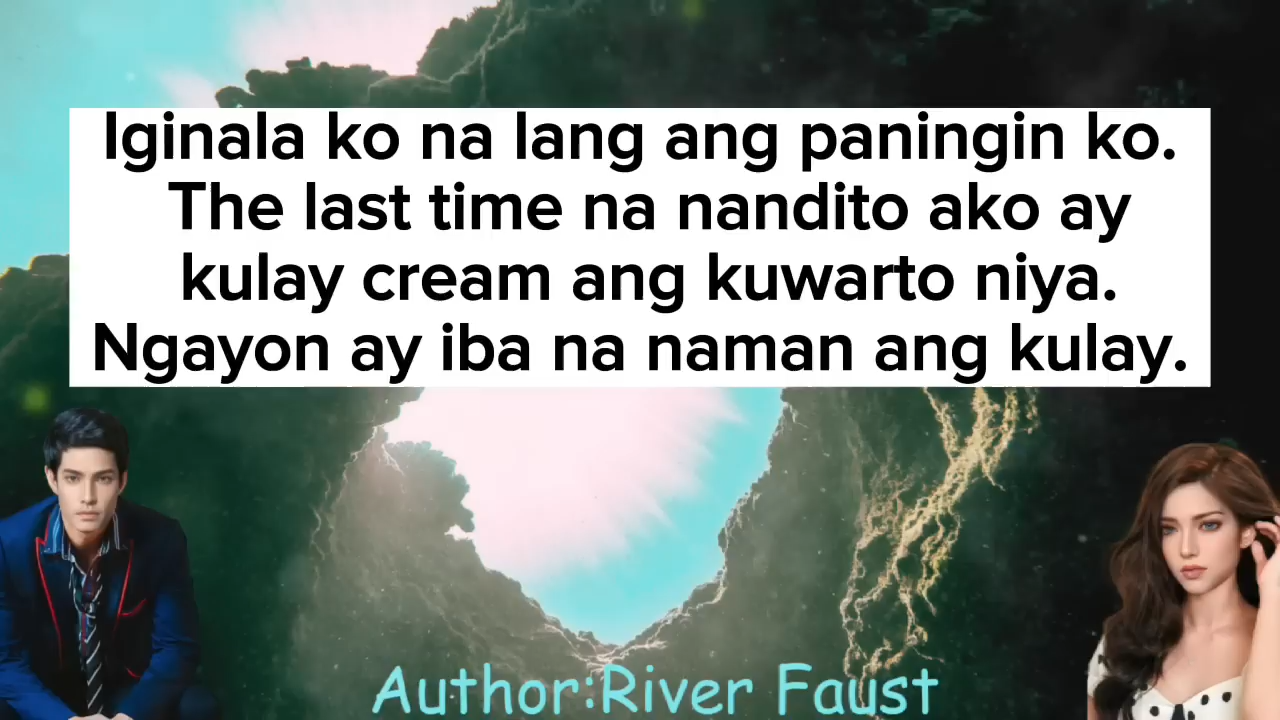 Iginala ko na lang ang paningin ko.
The last time na nandito ako ay
kulay cream ang kuwarto niya.
Ngayon ay iba na naman ang kulay.
Author:River Faust